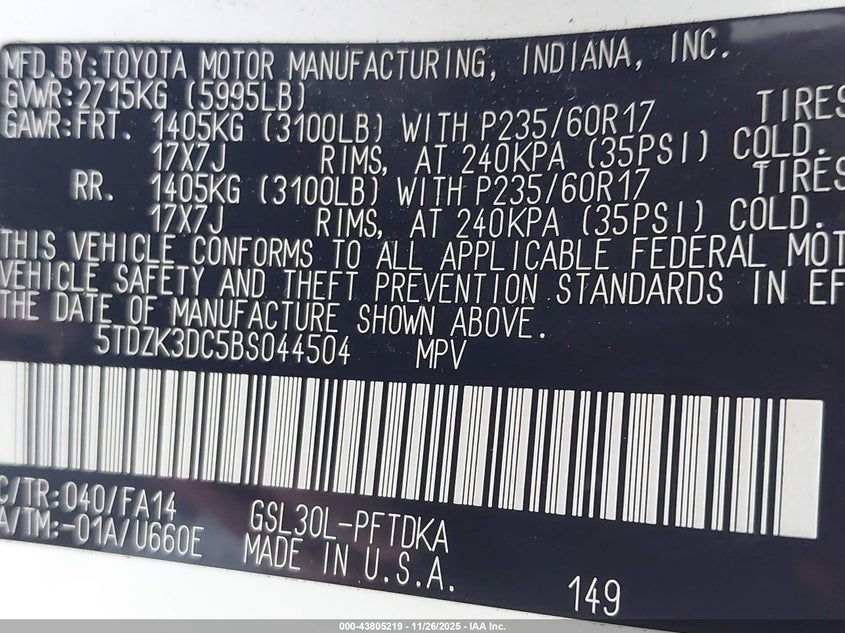 MFD. BY: TOYOTA MOTOR MANUFACTURING, INDIANA, INC.
GVWR: 2715KG (5995LB)
GAWR: FRT. 1405KG (3100LB) WITH P235/60R17 TIRES
17X7J RIMS, AT 240KPA (35PSI) COLD.
RR. 1405KG (3100LB) WITH P235/60R17 TIRES
17X7J RIMS, AT 240KPA (35PSI) COLD.
THIS VEHICLE CONFORMS TO ALL APPLICABLE FEDERAL MOT
VEHICLE SAFETY AND THEFT PREVENTION STANDARDS IN EF
THE DATE OF MANUFACTURE SHOWN ABOVE.
5TDZK3DC5BS044504 MPV
C/TR: 040/FA14
A/TM: -01A/U660E
GSL30L-PFTDKA
MADE IN U.S.A.
149
000-43805219 - 11/26/2025 - IAA Inc.